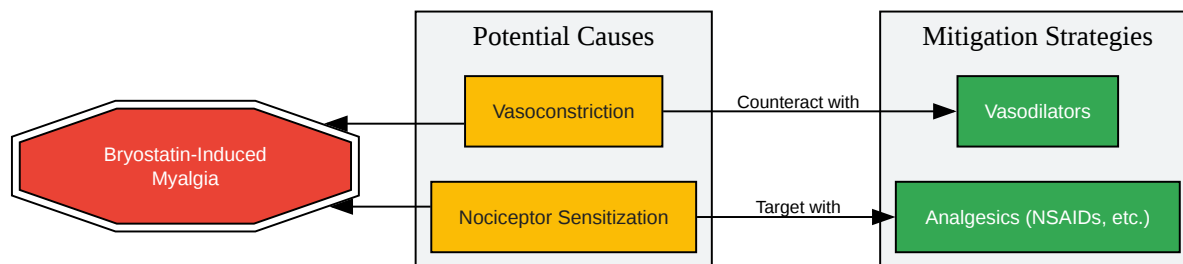 Potential Causes
Mitigation Strategies
Vasoconstriction
Counteract with
Vasodilators
Bryostatin-Induced
Myalgia
Nociceptor Sensitization
Target with
Analgesics (NSAIDs, etc.)